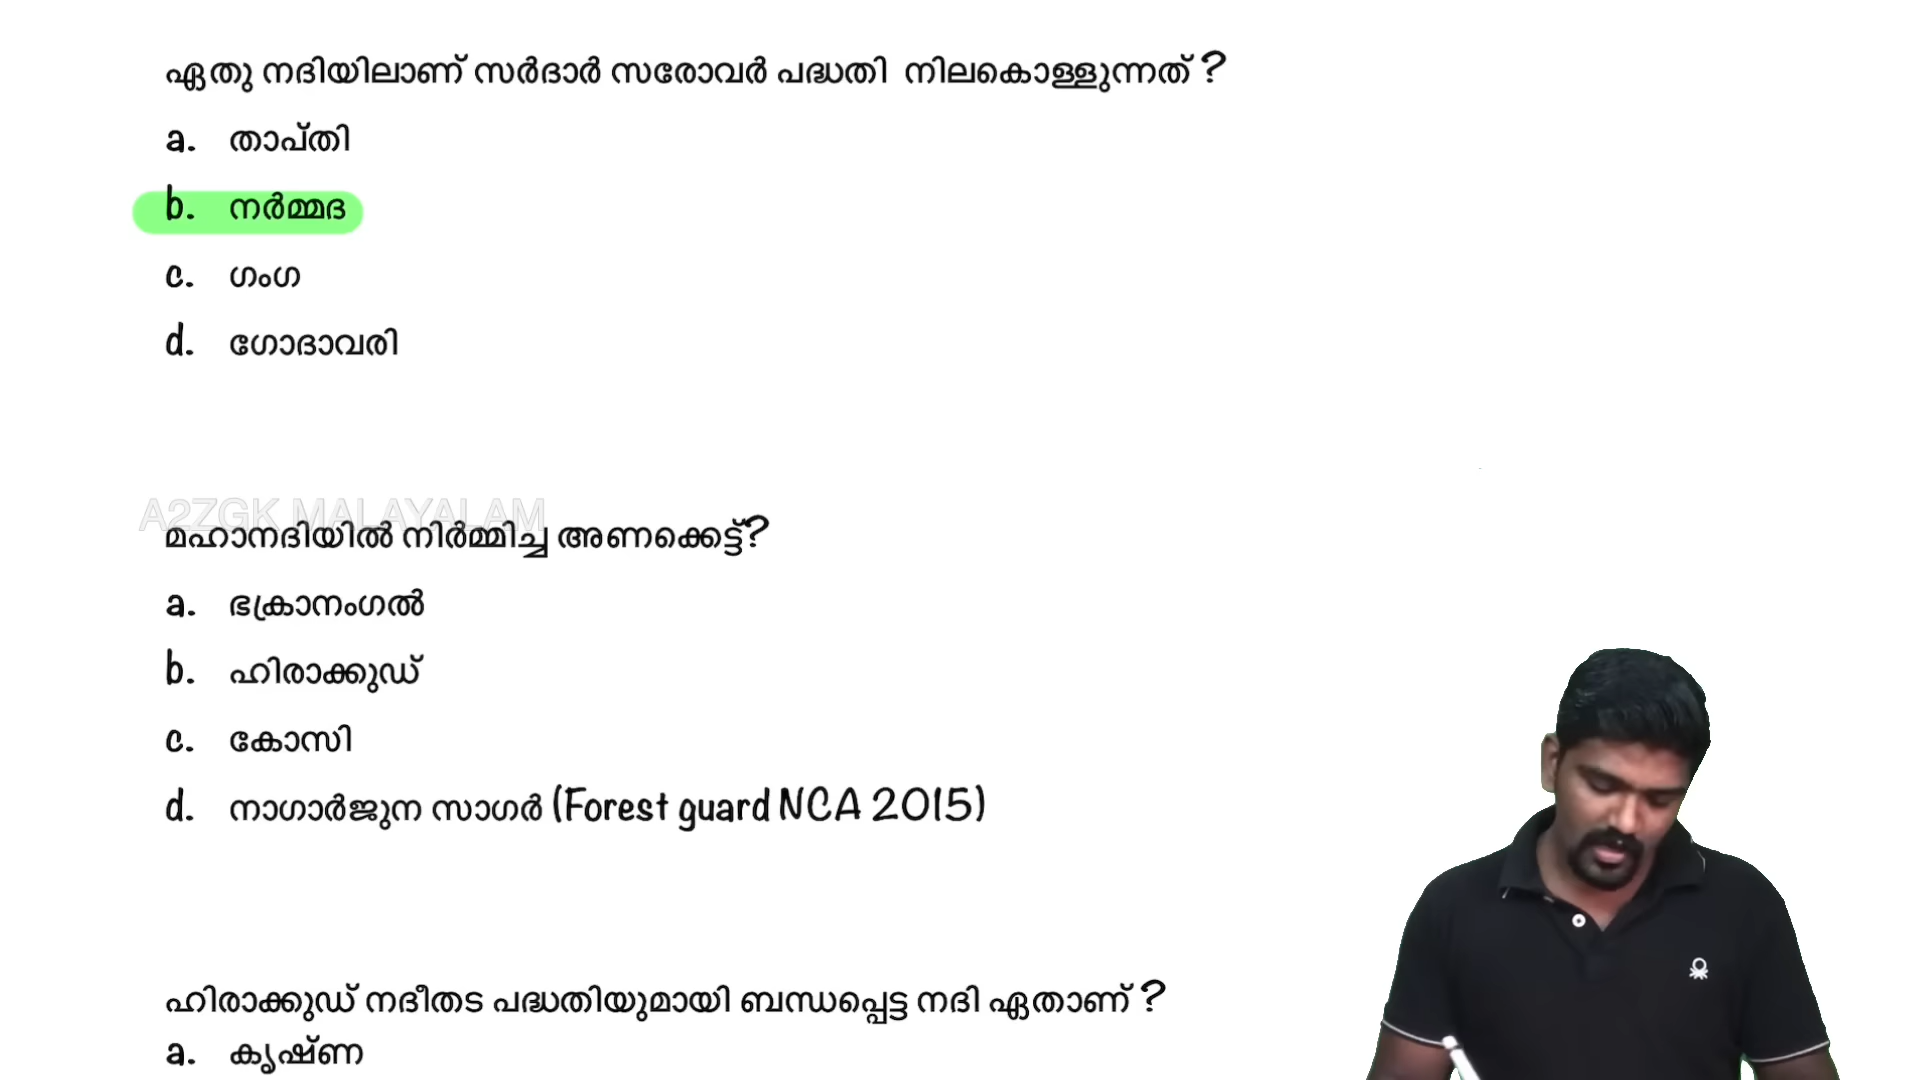 ഏതു നദിയിലാണ് സർദാർ സരോവർ പദ്ധതി നിലകൊള്ളുന്നത് ?
a. താപ്തി
b. നർമ്മദ
c. ഗംഗ
d. ഗോദാവരി
A2ZGK MALAYALAM
മഹാനദിയിൽ നിർമ്മിച്ച അണക്കെട്ട്?
a. ഭക്രാനംഗൽ
b. ഹിരാക്കുഡ്
c. കോസി
d. നാഗാർജുന സാഗർ (Forest guard NCA 2015)
ഹിരാക്കുഡ് നദീതട പദ്ധതിയുമായി ബന്ധപ്പെട്ട നദി ഏതാണ് ?
a. കൃഷ്ണ